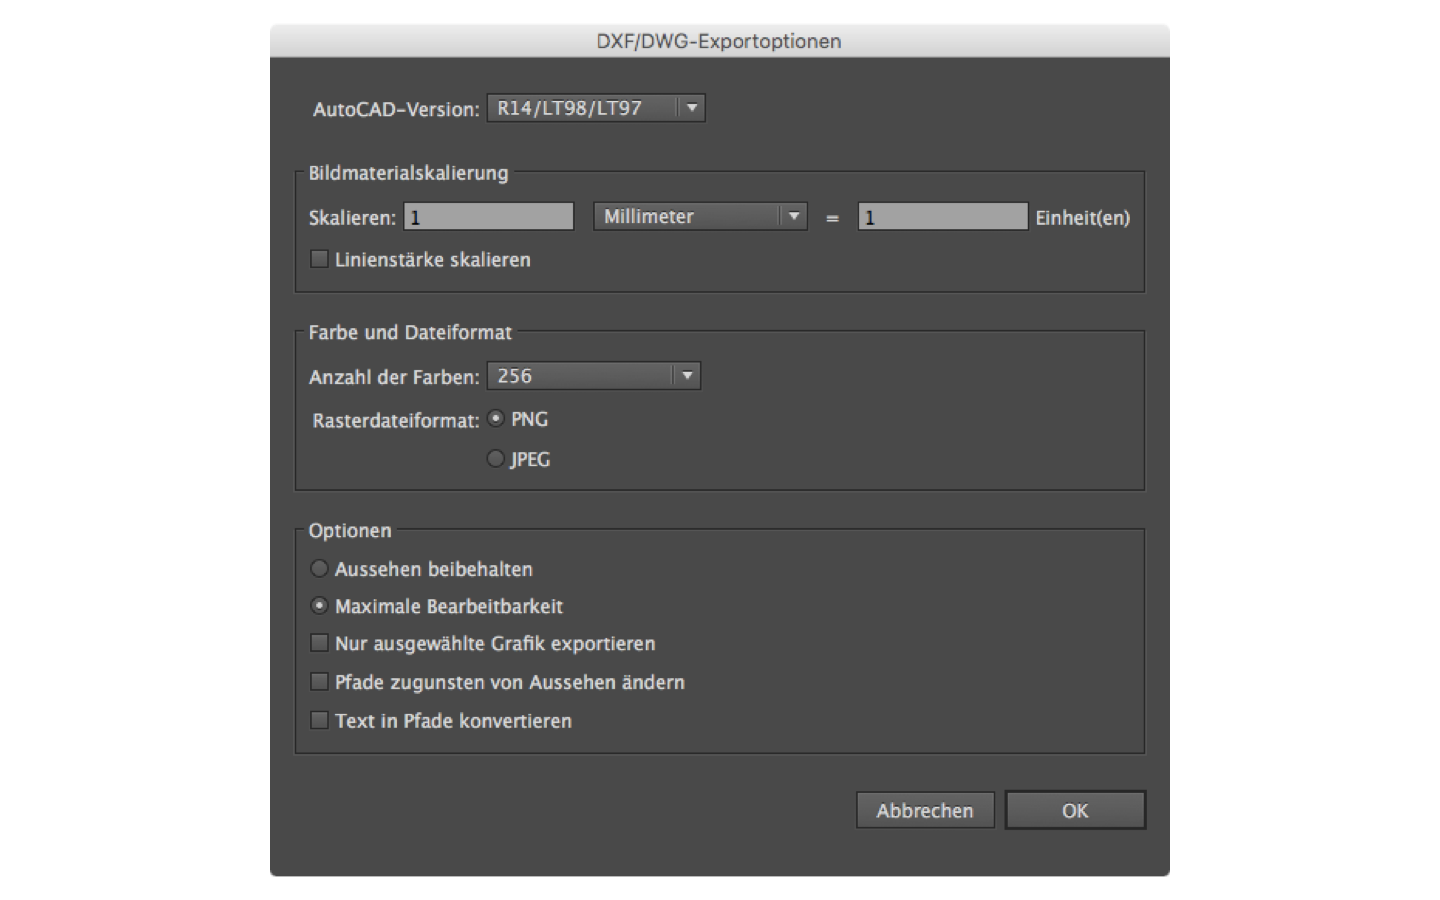 DXF/DWG-Exportoptionen
AutoCAD-Version: R14/LT98/LT97
Bildmaterialskalierung
Skalieren: 1 Millimeter = 1 Einheit(en)
Linienstärke skalieren
Farbe und Dateiformat
Anzahl der Farben: 256
Rasterdateiformat: PNG
JPEG
Optionen
Aussehen beibehalten
Maximale Bearbeitbarkeit
Nur ausgewählte Grafik exportieren
Pfade zugunsten von Aussehen ändern
Text in Pfade konvertieren
Abbrechen OK